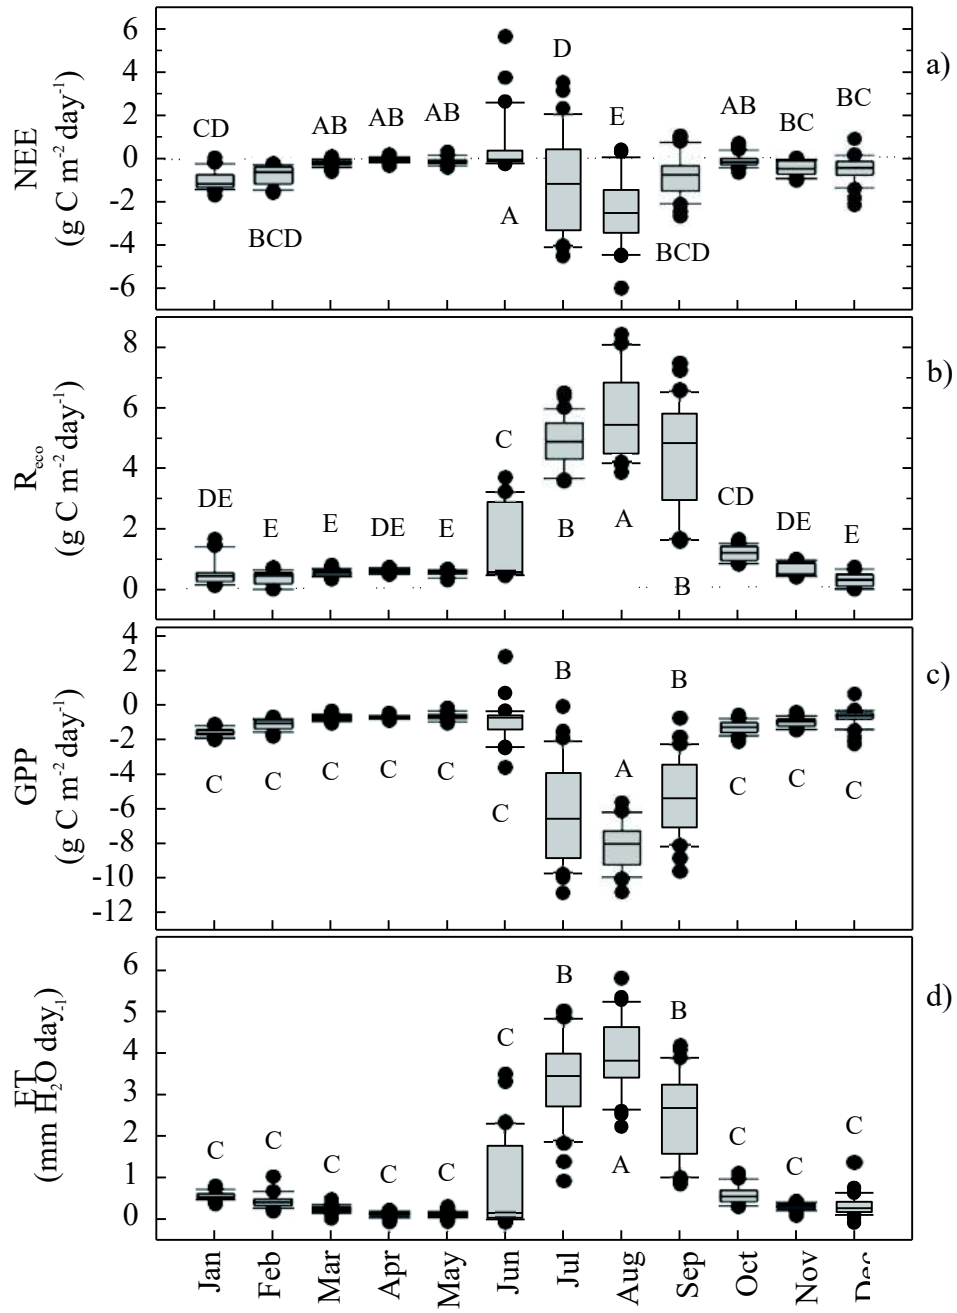 a)
NEE
(g C m-2 day-1)
6
4
2
0
-2
-4
-6
CD
BCD
AB
AB
AB
A
D
E
BCD
AB
BC
BC
b)
Reco
(g C m-2 day-1)
8
6
4
2
0
DE
E
E
DE
E
C
B
A
B
CD
DE
E
c)
GPP
(g C m-2 day-1)
4
2
0
-2
-4
-6
-8
-10
-12
C
C
C
C
C
C
B
A
B
C
C
C
d)
ET
(mm H2O day-1)
6
5
4
3
2
1
0
C
C
C
C
C
C
B
A
B
C
C
C
Jan
Feb
Mar
Apr
May
Jun
Jul
Aug
Sep
Oct
Nov
Dec